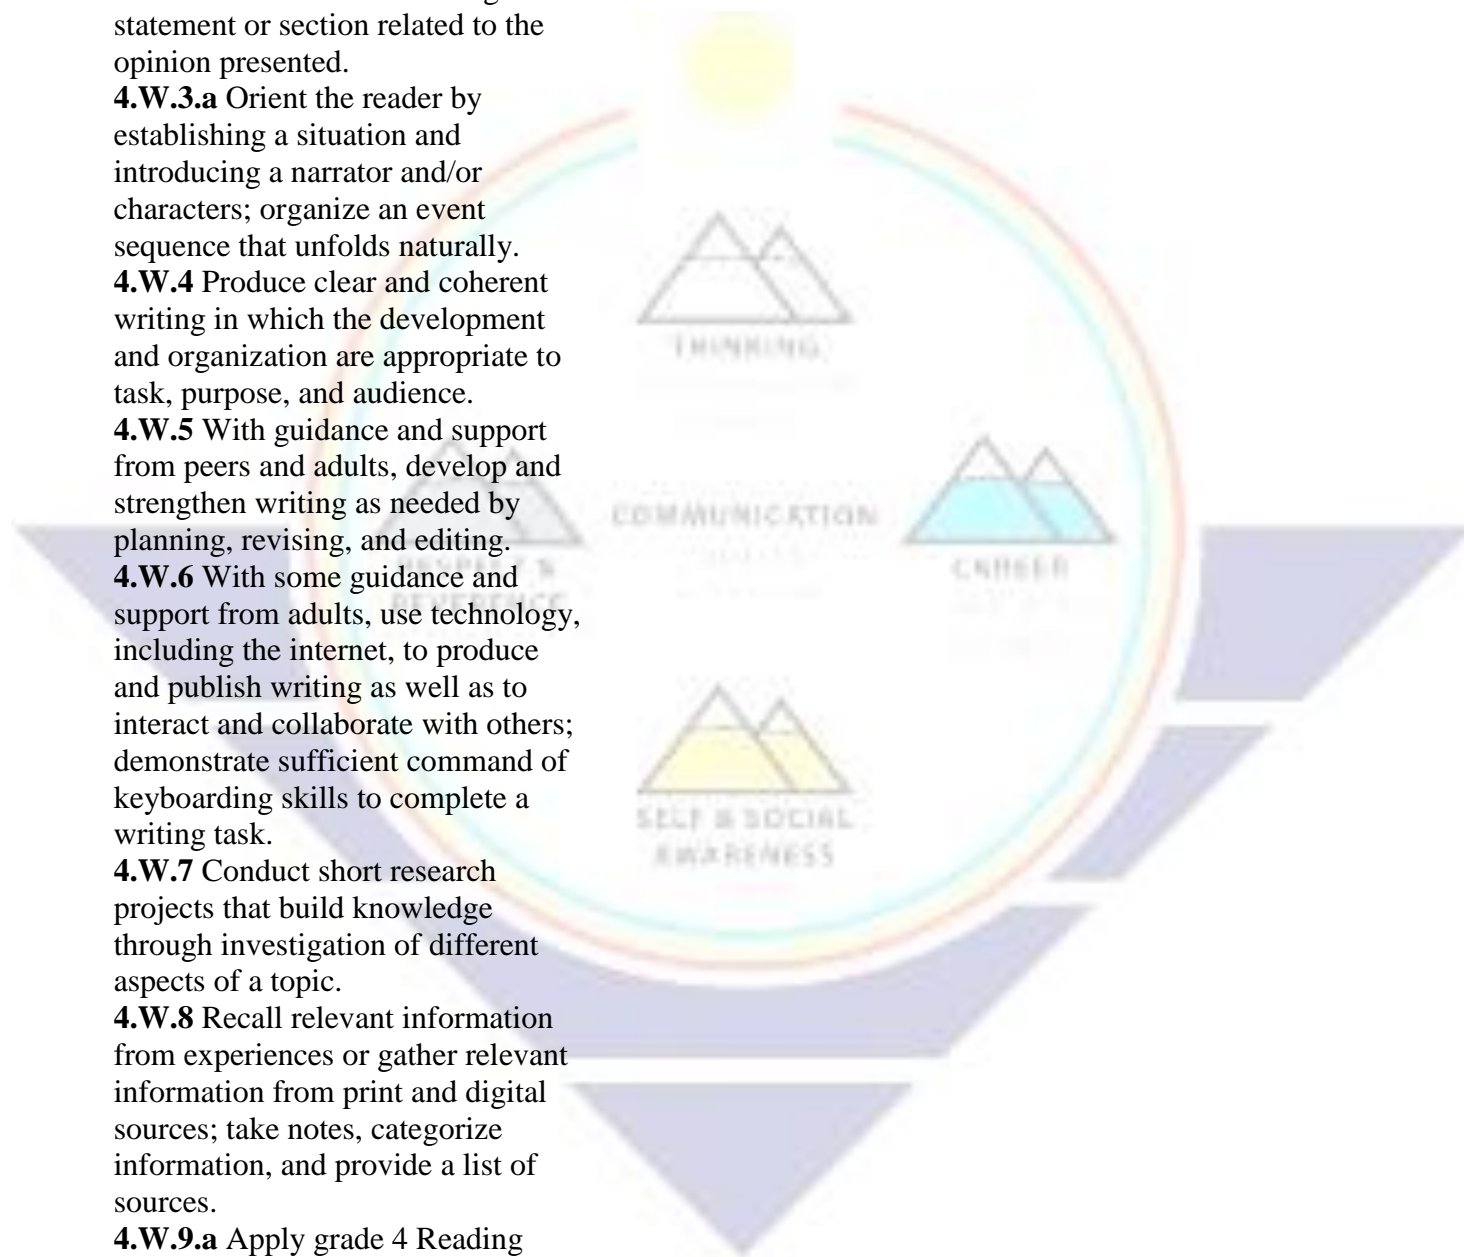 statement or section related to the
opinion presented.
4.W.3.a Orient the reader by
establishing a situation and
introducing a narrator and/or
characters; organize an event
sequence that unfolds naturally.
4.W.4 Produce clear and coherent
writing in which the development
and organization are appropriate to
task, purpose, and audience.
4.W.5 With guidance and support
from peers and adults, develop and
strengthen writing as needed by
planning, revising, and editing.
4.W.6 With some guidance and
support from adults, use technology,
including the internet, to produce
and publish writing as well as to
interact and collaborate with others;
demonstrate sufficient command of
keyboarding skills to complete a
writing task.
4.W.7 Conduct short research
projects that build knowledge
through investigation of different
aspects of a topic.
4.W.8 Recall relevant information
from experiences or gather relevant
information from print and digital
sources; take notes, categorize
information, and provide a list of
sources.
4.W.9.a Apply grade 4 Reading
THINKING
COMMUNICATION
RESPECT &
REVERENCE
CAREER
SELF & SOCIAL
AWARENESS